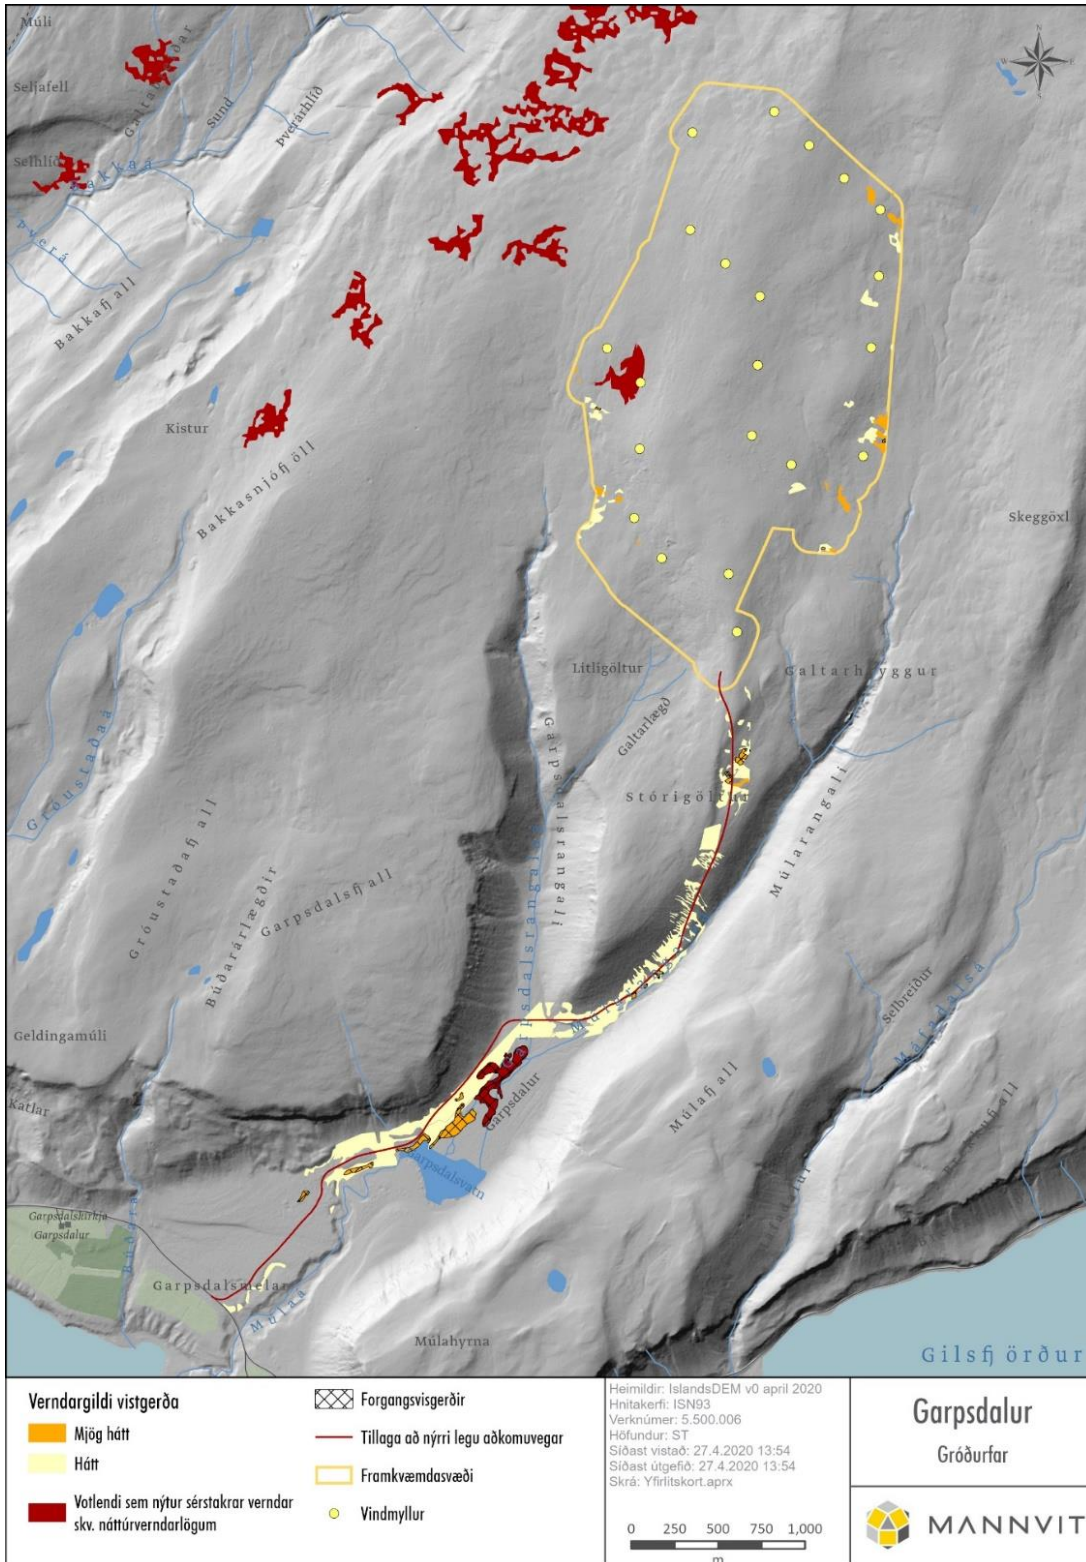 Múli
Seljafell
Sund
Þverárhlíð
N
W
E
S
Selhlíð
Bakkaá
Þverá
Bakkafjall
Kistur
Bakkasnjófjöll
Skeggöxl
Litligöltur
Galtarlægð
Gróustaðaá
Gróustaðafjall
Búðarárlægðir
Garpsdalsfjall
Garpsdalsrangali
Stórigöltur
Múlarangali
Geldingamúli
Katlar
Selbreiður
Máfadalsá
Múlafjall
Garpsdalur
Garpsdalsvatn
Garpsdalskirkja
Garpsdalur
Búðará
Garpsdalsmelar
Múlaá
Múlahyrna
Gilsfjörður
Verndargildi vistgerða
Mjög hátt
Hátt
Votlendi sem nýtur sérstakrar verndar
skv. náttúrverndarlögum
Forgangsvisgerðir
Tillaga að nýrri legu aðkomuvegar
Framkvæmdasvæði
Vindmyllur
Heimildir: IslandsDEM v0 april 2020
Hnitakerfi: ISN93
Verknúmer: 5.500.006
Höfundur: ST
Síðast vistað: 27.4.2020 13:54
Síðast útgefið: 27.4.2020 13:54
Skrá: Yfirlitskort.aprx
0 250 500 750 1,000
m
Garpsdalur
Gróðurfar
MANNVIT